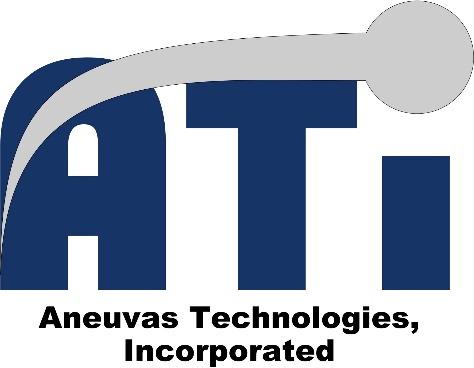 ATi
Aneuvas Technologies,
Incorporated